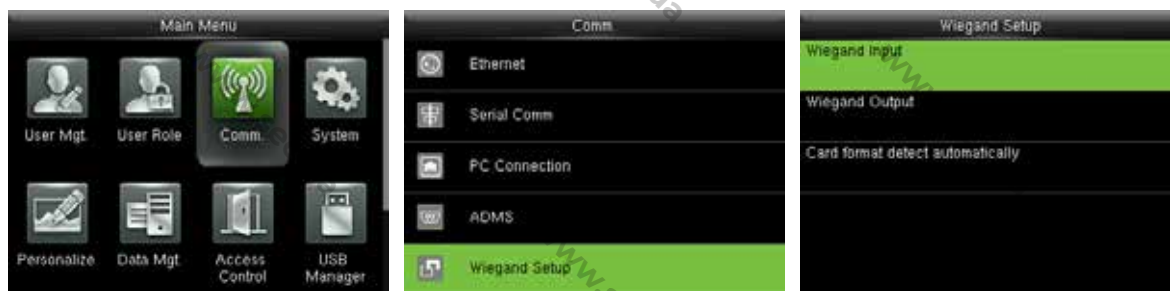 Main Menu
User Mgt.
User Role
Comm.
System
Personalize
Data Mgt.
Access
Control
USB
Manager
Comm.
Ethernet
Serial Comm
PC Connection
ADMS
Wiegand Setup
Wiegand Setup
Wiegand Input
Wiegand Output
Card format detect automatically